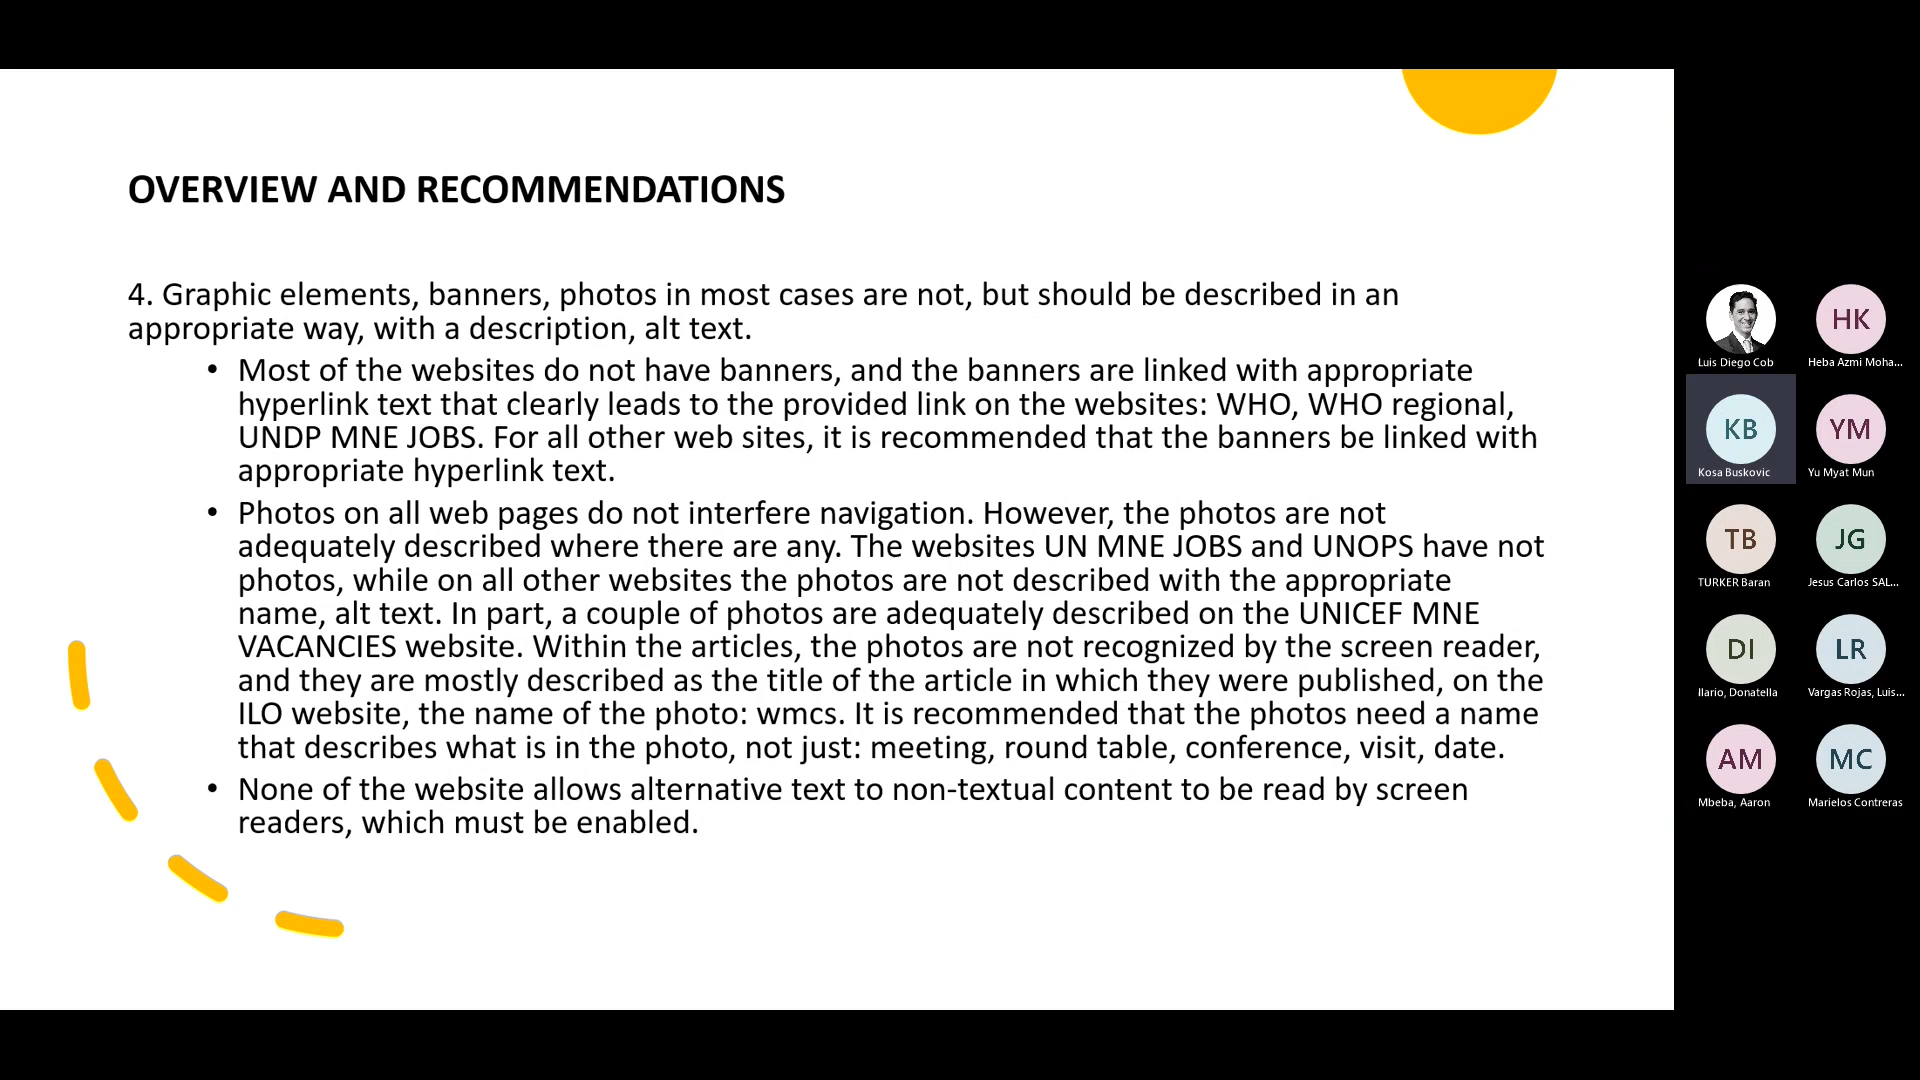 OVERVIEW AND RECOMMENDATIONS
4. Graphic elements, banners, photos in most cases are not, but should be described in an
appropriate way, with a description, alt text.
• Most of the websites do not have banners, and the banners are linked with appropriate
hyperlink text that clearly leads to the provided link on the websites: WHO, WHO regional,
UNDP MNE JOBS. For all other web sites, it is recommended that the banners be linked with
appropriate hyperlink text.
• Photos on all web pages do not interfere navigation. However, the photos are not
adequately described where there are any. The websites UN MNE JOBS and UNOPS have not
photos, while on all other websites the photos are not described with the appropriate
name, alt text. In part, a couple of photos are adequately described on the UNICEF MNE
VACANCIES website. Within the articles, the photos are not recognized by the screen reader,
and they are mostly described as the title of the article in which they were published, on the
ILO website, the name of the photo: wmcs. It is recommended that the photos need a name
that describes what is in the photo, not just: meeting, round table, conference, visit, date.
• None of the website allows alternative text to non-textual content to be read by screen
readers, which must be enabled.
Luis Diego Cob
HK
Heba Azmi Moha...
KB
Kosa Buskovic
YM
Yu Myat Mun
TB
TURKER Baran
JG
Jesus Carlos SAL...
DI
Ilario, Donatella
LR
Vargas Rojas, Luis...
AM
Mbeba, Aaron
MC
Marielos Contreras